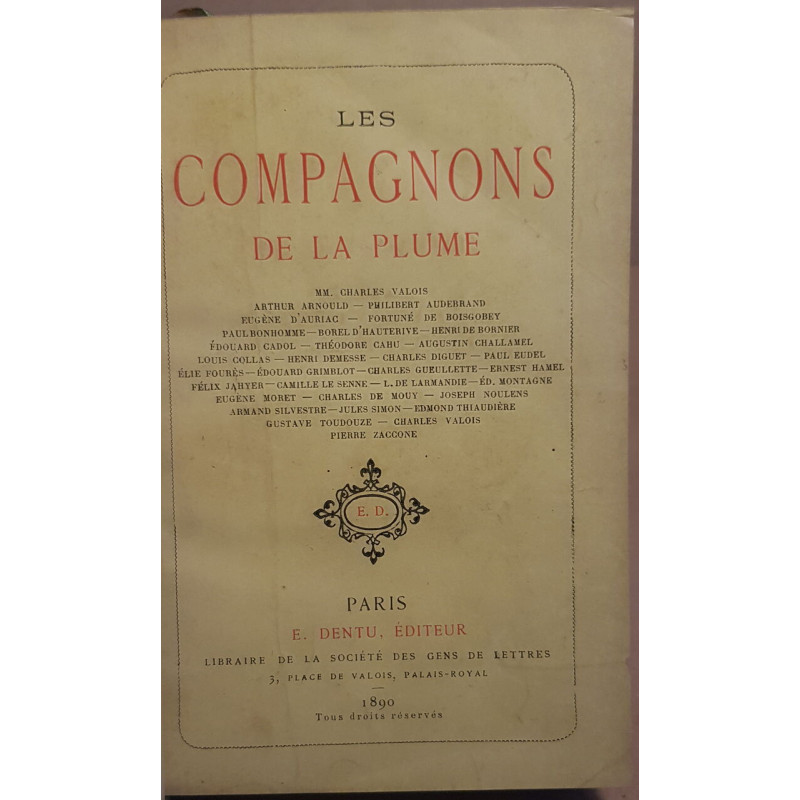 LES
COMPAGNONS
DE LA PLUME
MM. CHARLES VALOIS
ARTHUR ARNOULD — PHILIBERT AUDEBRAND
EUGÈNE D'AURIAC — FORTUNÉ DE BOISGOBEY
PAUL BONHOMME — BOREL D'HAUTERIVE — HENRI DE BORNIER
ÉDOUARD CADOL — THÉODORE CAHU — AUGUSTIN CHALLAMEL
LOUIS COLLAS — HENRI DEMESSE — CHARLES DIGUET — PAUL EUDEL
ÉLIE FOURÈS — ÉDOUARD GRIMBLOT — CHARLES GUEULLETTE — ERNEST HAMEL
FÉLIX JAHYER — CAMILLE LE SENNE — L. DE LARMANDIE — ÉD. MONTAGNE
EUGÈNE MORET — CHARLES DE MOUY — JOSEPH NOULENS
ARMAND SILVESTRE — JULES SIMON — EDMOND THIAUDIÈRE
GUSTAVE TOUDOUZE — CHARLES VALOIS
PIERRE ZACCONE
E. D.
PARIS
E. DENTU, ÉDITEUR
LIBRAIRE DE LA SOCIÉTÉ DES GENS DE LETTRES
3, PLACE DE VALOIS, PALAIS-ROYAL
1890
Tous droits réservés